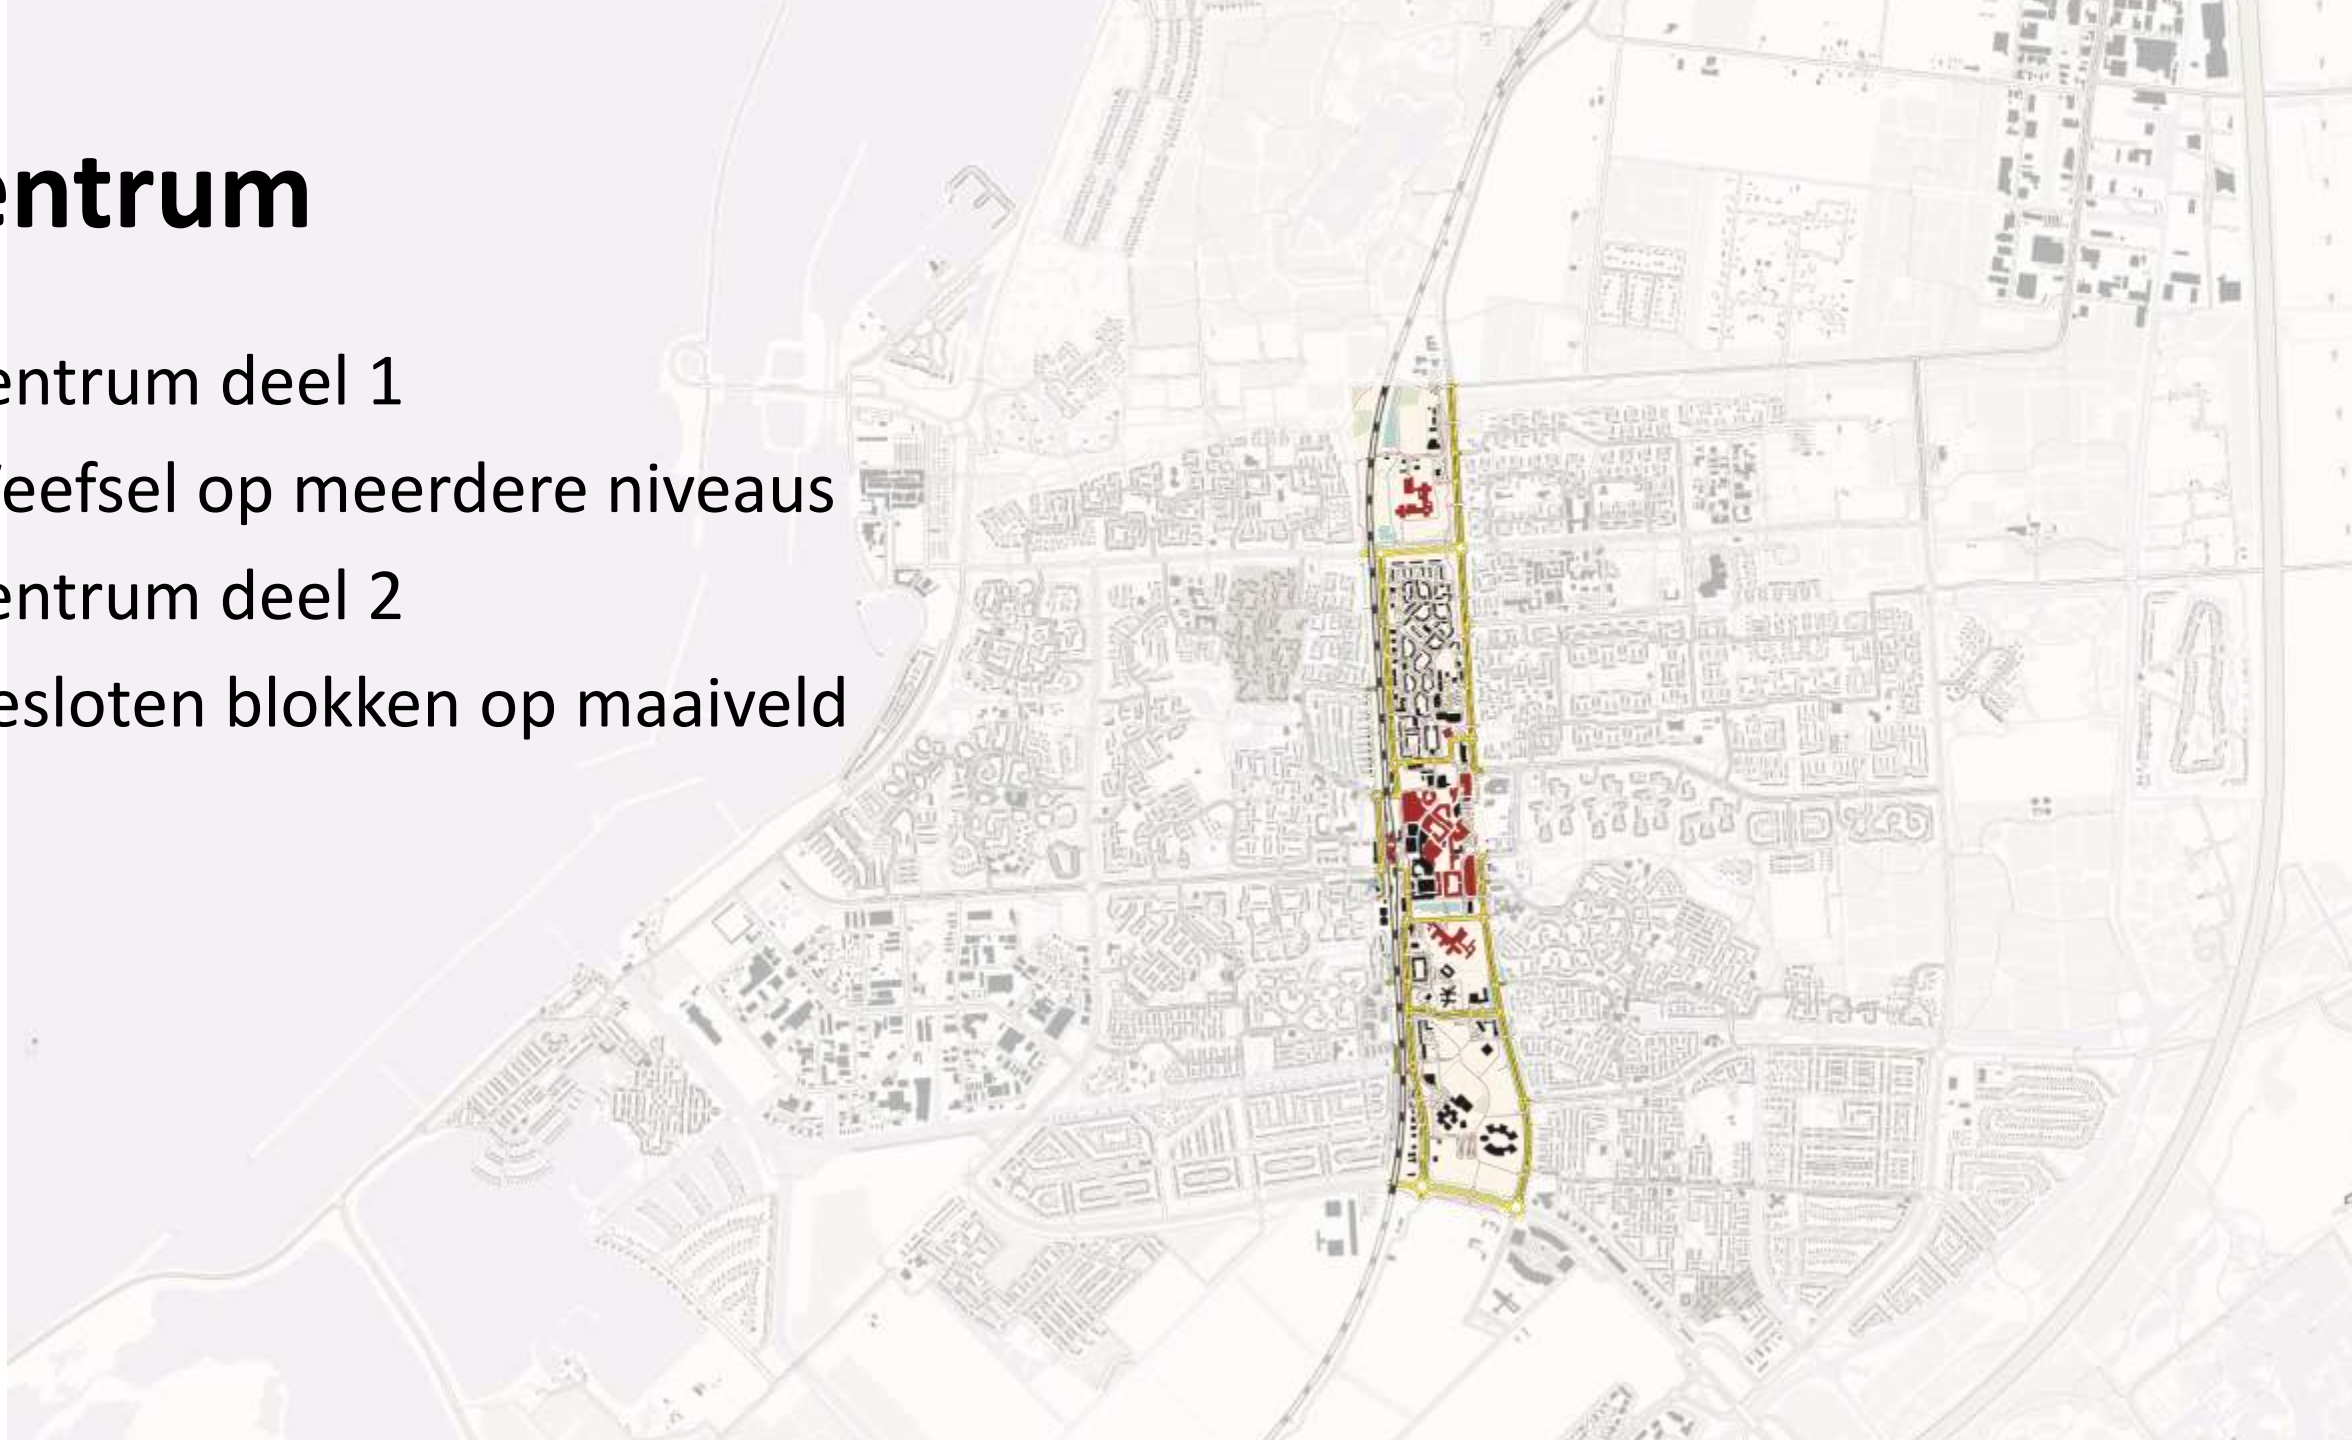 entrum
entrum deel 1
eefsel op meerdere niveaus
entrum deel 2
esloten blokken op maaiveld